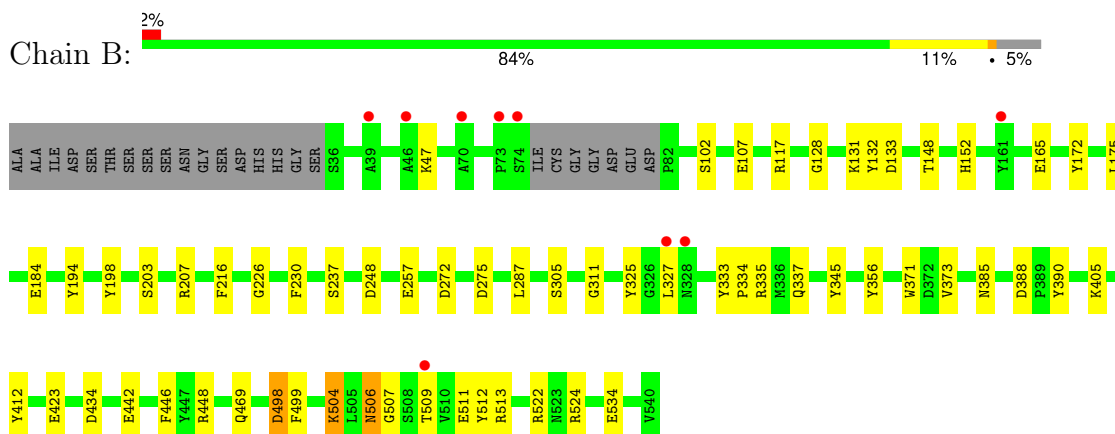 2%
Chain B:
84% 11% • 5%
ALA ALA ILE ASP SER THR SER SER SER ASN GLY SER ASP HIS HIS GLY SER S36 A39 A46 K47 A70 P73 S74 ILE CYS GLY GLY ASP GLU ASP P82 S102 E107 R117 G128 K131 Y132 D133 T148 H152 Y161 E165 Y172 L175
E184 Y194 Y198 S203 R207 F216 G226 F230 S237 D248 E257 D272 D275 L287 S305 G311 Y325 G326 L327 N328 Y333 P334 R335 M336 Q337 Y345 Y356 W371 D372 V373 N385 D388 P389 Y390 K405
Y412 E423 D434 E442 F446 Y447 R448 Q469 D498 F499 K504 L505 N506 G507 S508 T509 V510 E511 Y512 R513 R522 N523 R524 E534 V540